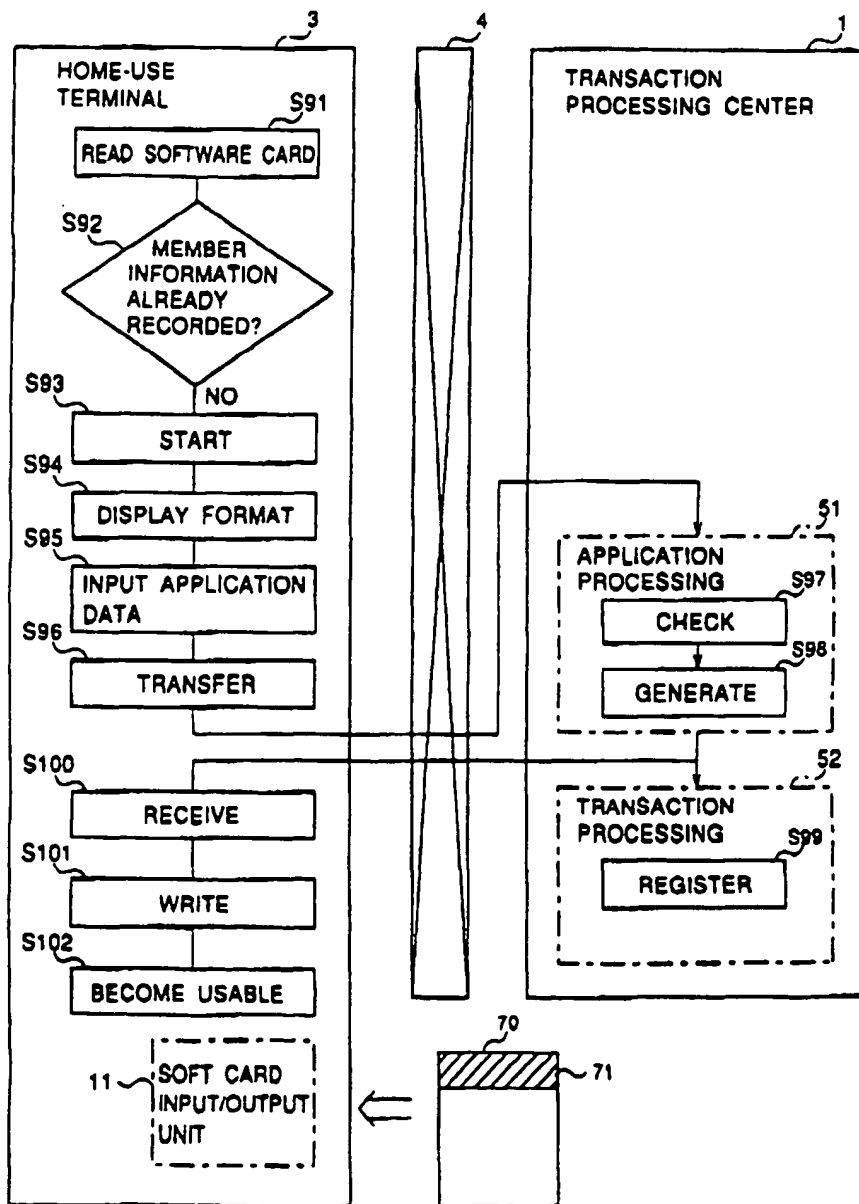 3
4
1
HOME-USE
TERMINAL
TRANSACTION
PROCESSING CENTER
S91
READ SOFTWARE CARD
S92
MEMBER
INFORMATION
ALREADY
RECORDED?
NO
S93
START
S94
DISPLAY FORMAT
S95
INPUT APPLICATION
DATA
S96
TRANSFER
51
APPLICATION
PROCESSING
S97
CHECK
S98
GENERATE
S100
RECEIVE
52
TRANSACTION
PROCESSING
S99
REGISTER
S101
WRITE
S102
BECOME USABLE
11
SOFT CARD
INPUT/OUTPUT
UNIT
70
71